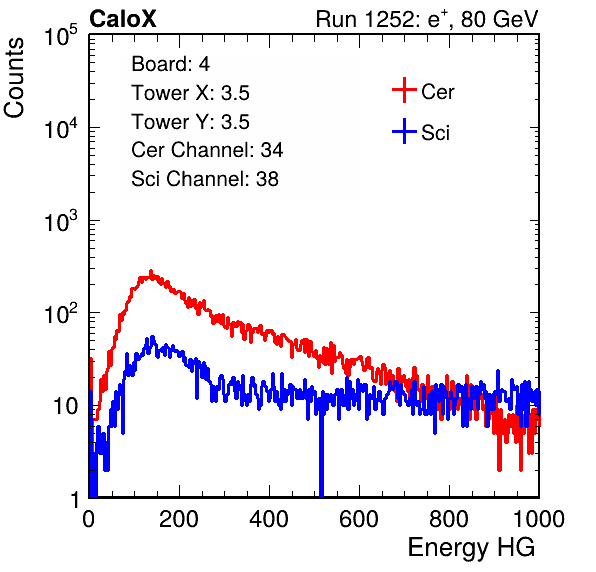 CaloX Run 1252: e⁺, 80 GeV
Board: 4
Tower X: 3.5
Tower Y: 3.5
Cer Channel: 34
Sci Channel: 38
Cer
Sci
Counts
10⁵
10⁴
10³
10²
10
1
0 200 400 600 800 1000
Energy HG